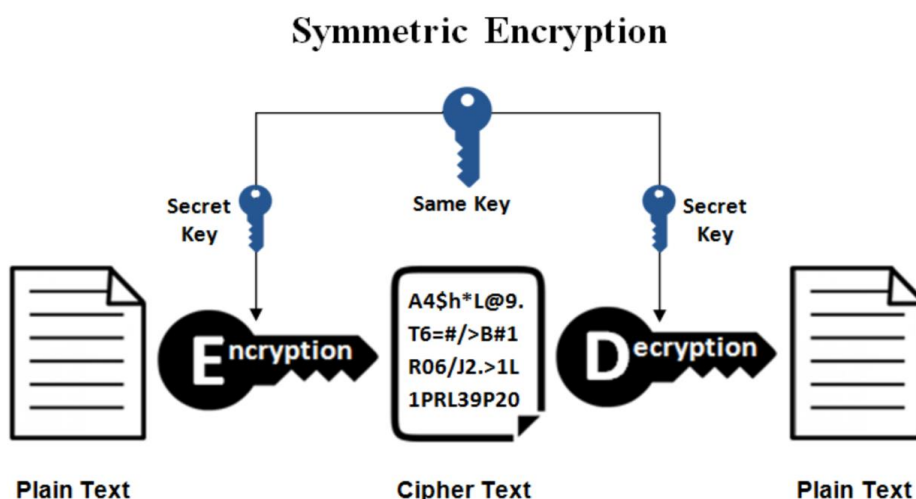 Symmetric Encryption
Secret
Key
Same Key
Secret
Key
Encryption
A4$h*L@9.
T6=#/>B#1
R06/J2.>1L
1PRL39P20
Decryption
Plain Text
Cipher Text
Plain Text